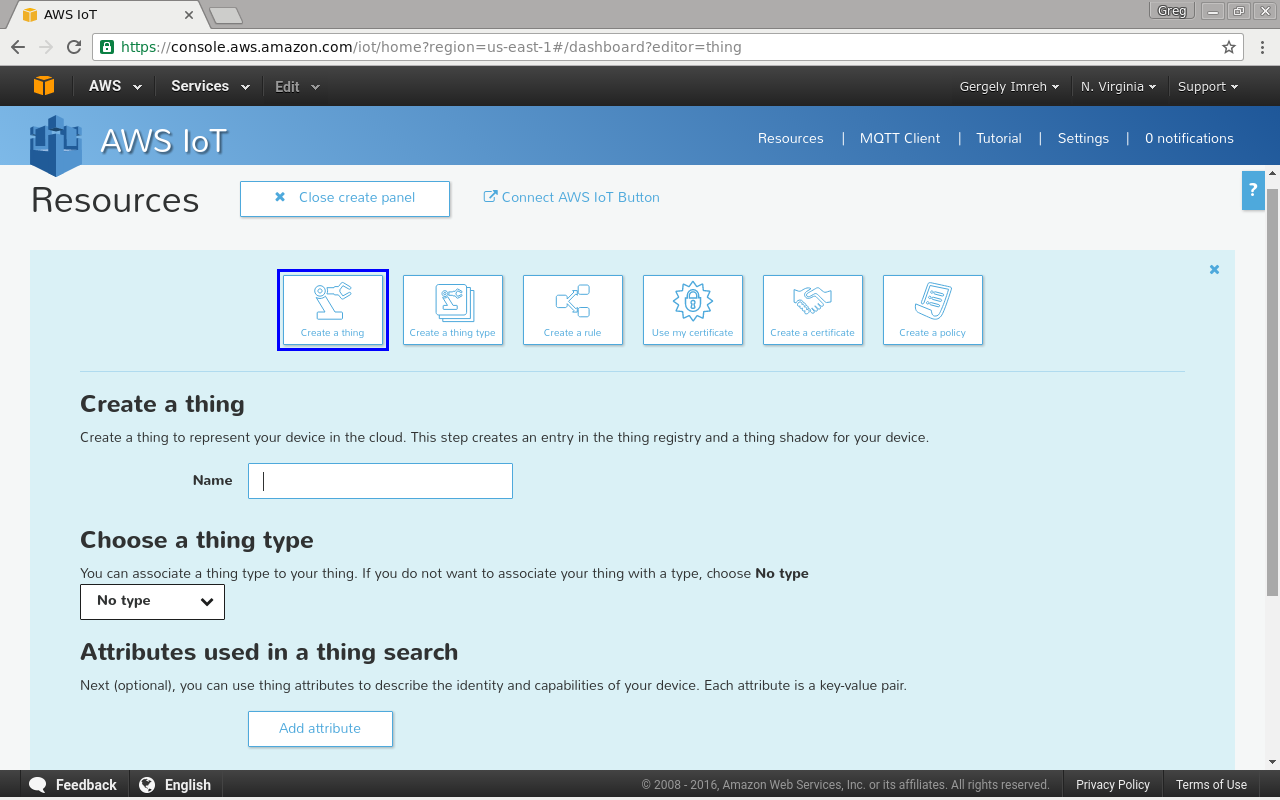 AWS IoT
Greg
https://console.aws.amazon.com/iot/home?region=us-east-1#/dashboard?editor=thing
AWS Services Edit Gergely Imreh N. Virginia Support
AWS IoT Resources | MQTT Client | Tutorial | Settings | 0 notifications
Resources Close create panel Connect AWS IoT Button ?
Create a thing Create a thing type Create a rule Use my certificate Create a certificate Create a policy
Create a thing
Create a thing to represent your device in the cloud. This step creates an entry in the thing registry and a thing shadow for your device.
Name
Choose a thing type
You can associate a thing type to your thing. If you do not want to associate your thing with a type, choose No type
No type
Attributes used in a thing search
Next (optional), you can use thing attributes to describe the identity and capabilities of your device. Each attribute is a key-value pair.
Add attribute
Feedback English © 2008 - 2016, Amazon Web Services, Inc. or its affiliates. All rights reserved. Privacy Policy Terms of Use